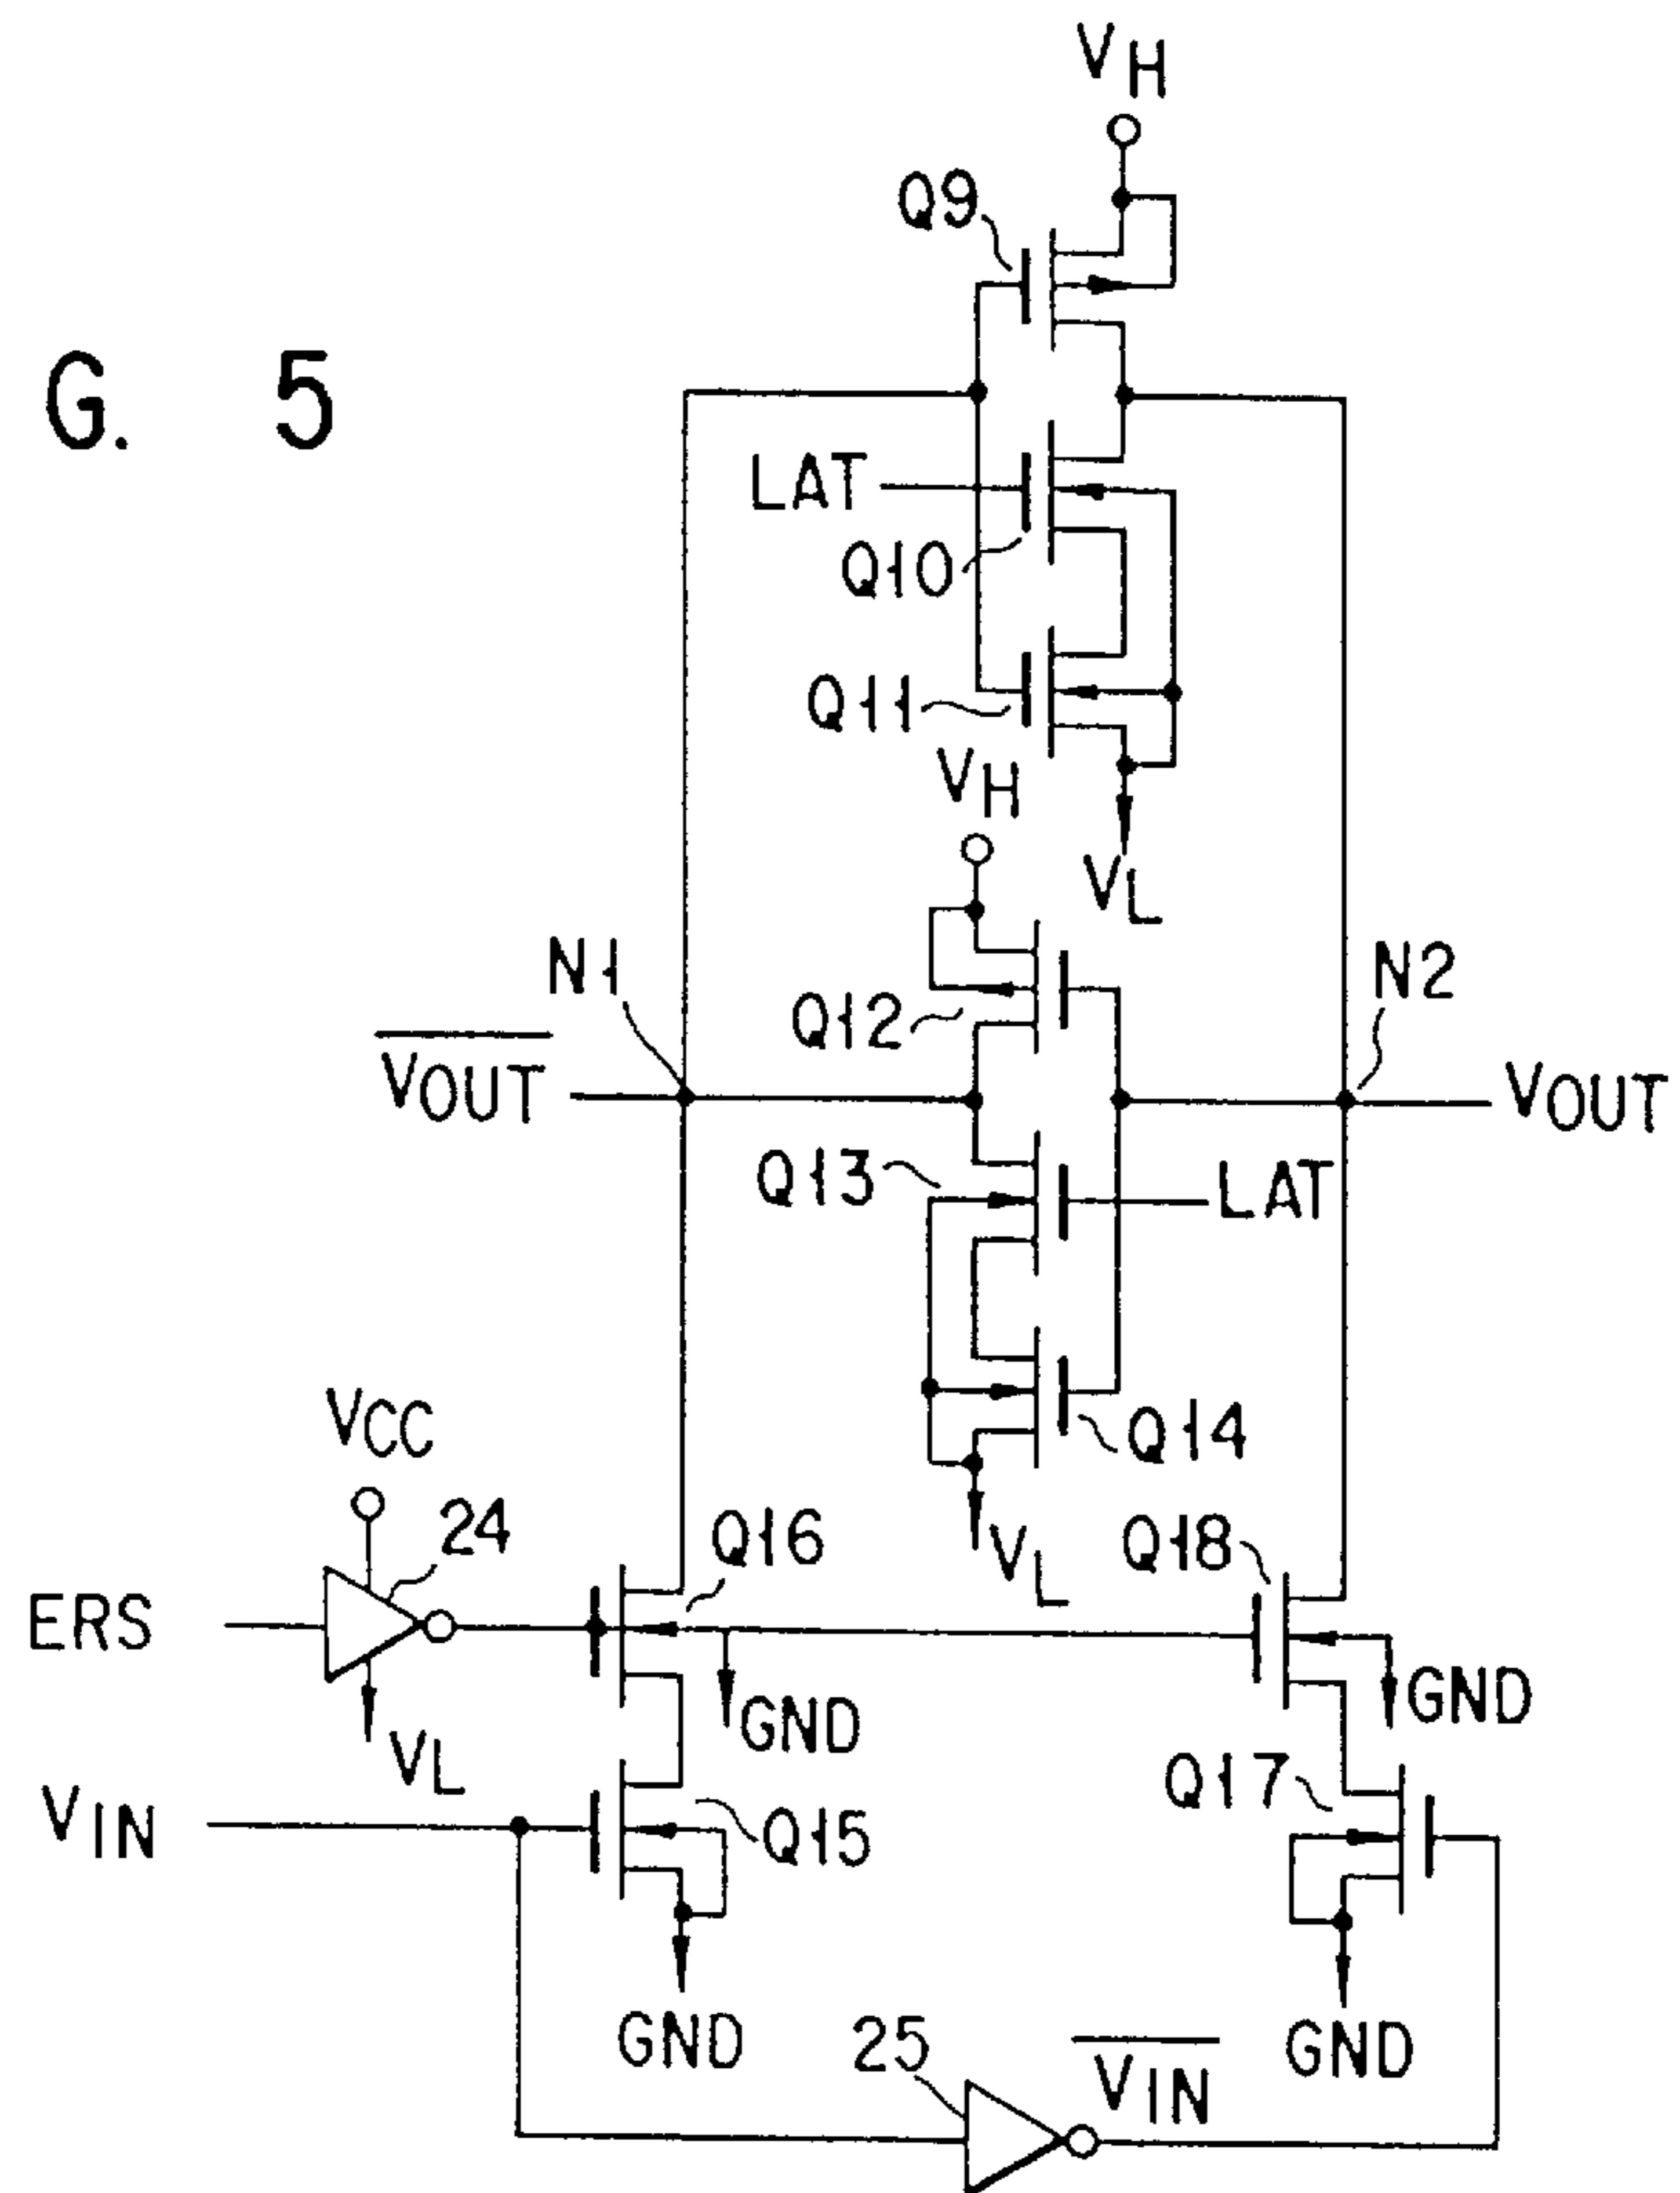 VH
Q9
G. 5
LAT
Q10
Q11
VH
VL
N1
N2
Q12
VOUT
VOUT
Q13
LAT
VCC
Q14
24
Q16
VL
Q18
ERS
GND
GND
VL
Q17
VIN
Q15
GND
25
VIN
GND